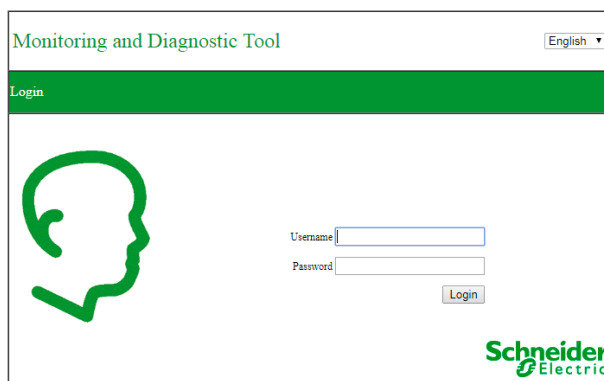 Monitoring and Diagnostic Tool
English
Login
Username
Password
Login
Schneider
Electric